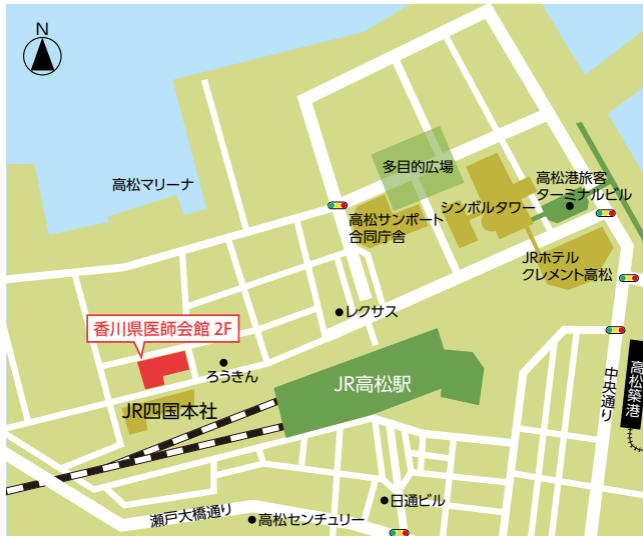 N
多目的広場
高松港旅客
ターミナルビル
高松マリーナ
シンボルタワー
高松サンポート
合同庁舎
JRホテル
クレメント高松
レクサス
香川県医師会館 2F
ろうきん
JR高松駅
中央通り
高松築港
JR四国本社
日通ビル
瀬戸大橋通り
高松センチュリー